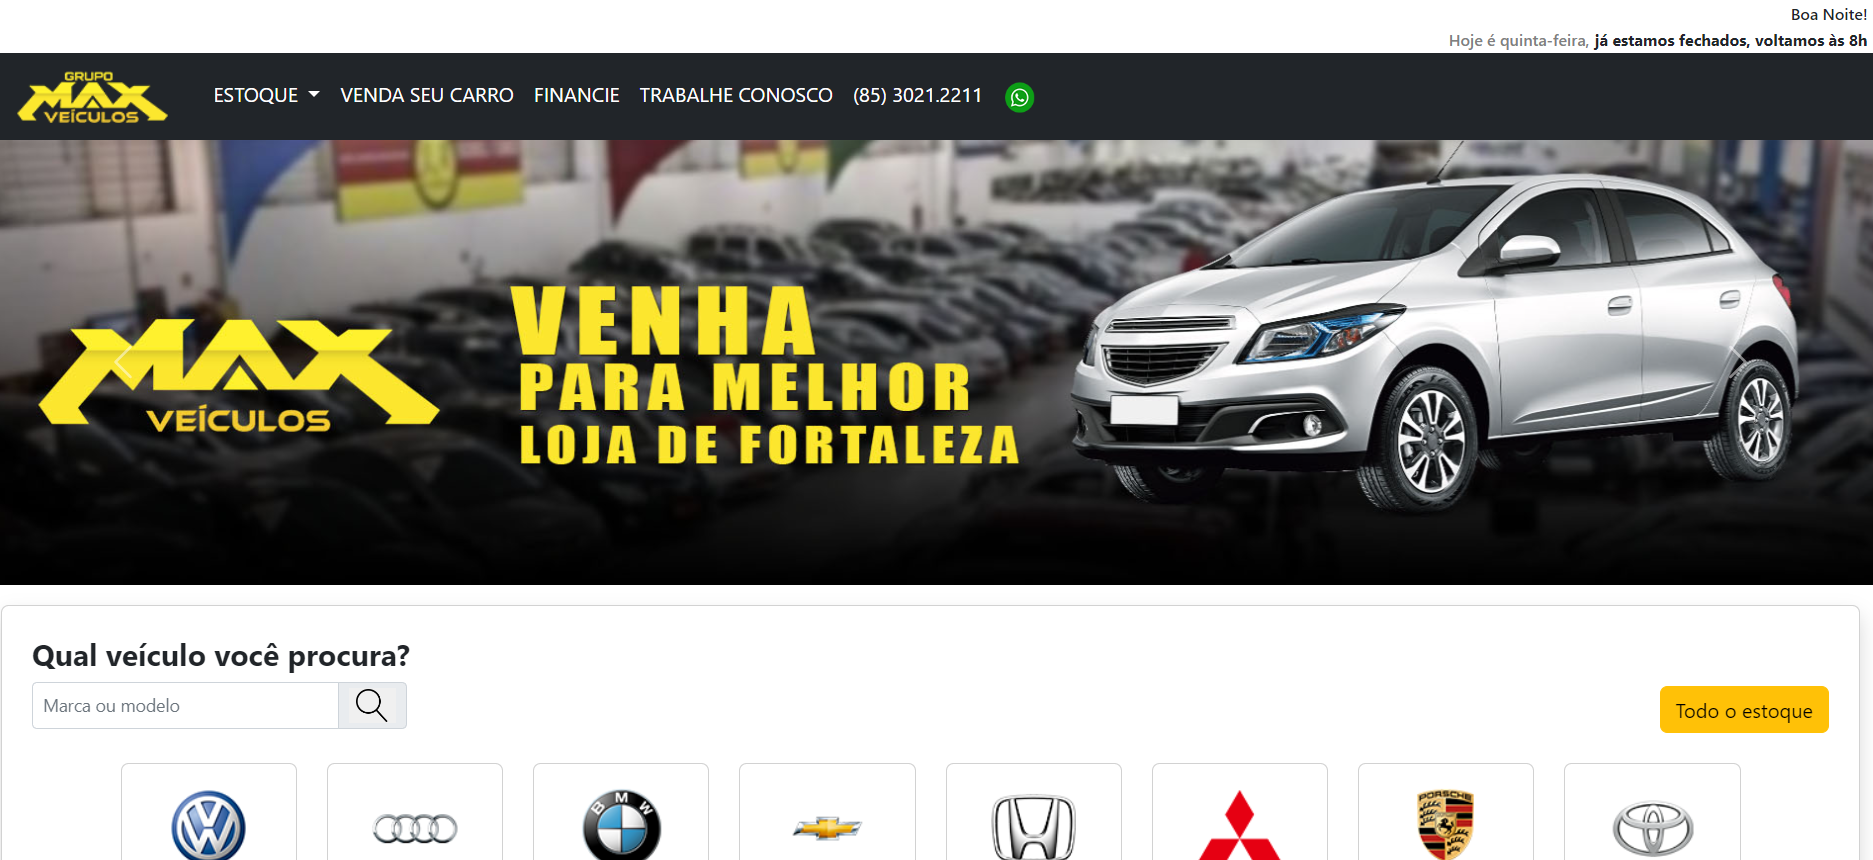 Boa Noite!
Hoje é quinta-feira, já estamos fechados, voltamos às 8h
GRUPO
MAX
VEÍCULOS
ESTOQUE VENDA SEU CARRO FINANCIE TRABALHE CONOSCO (85) 3021.2211
MAX
VEÍCULOS
VENHA
PARA MELHOR
LOJA DE FORTALEZA
Qual veículo você procura?
Marca ou modelo
Todo o estoque
BMW
PORSCHE